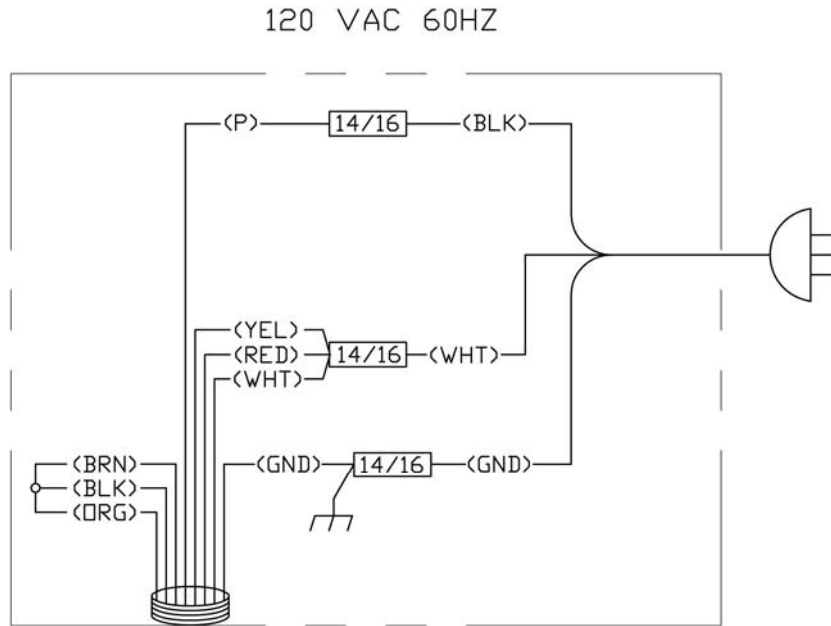 120 VAC 60HZ
(P) 14/16 (BLK)
(YEL)
(RED) 14/16 (WHT)
(WHT)
(BRN) (GND) 14/16 (GND)
(BLK)
(ORG)